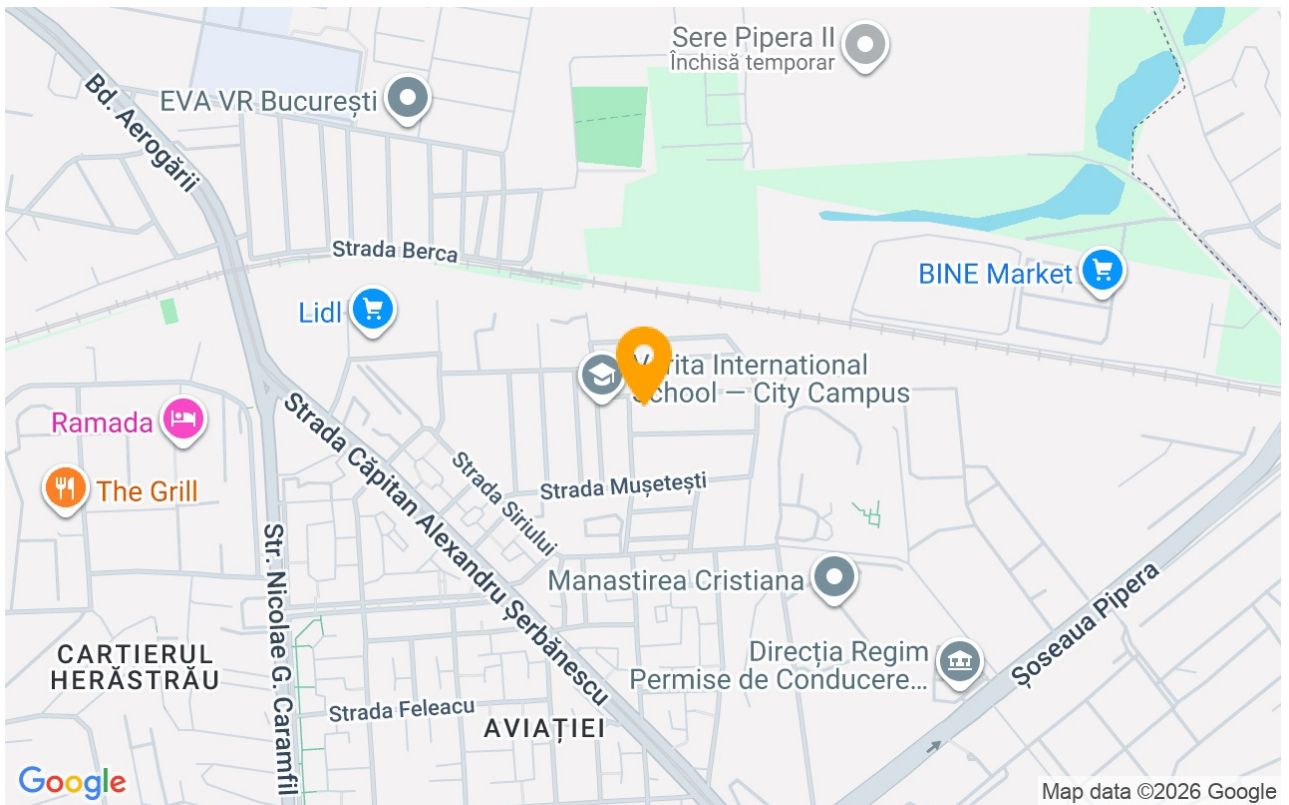 Sere Pipera II
Închisă temporar
Bd. Aerogării
EVA VR București
Strada Berca
BINE Market
Lidl
Verita International
School — City Campus
Ramada
The Grill
Strada Căpitan Alexandru Șerbănescu
Strada Siriului
Strada Mușetești
Str. Nicolae G. Caramfil
Manastirea Cristiana
Șoseaua Pipera
CARTIERUL
HERĂSTRĂU
Direcția Regim
Permise de Conducere...
Strada Feleacu
AVIAȚIEI
Google
Map data ©2026 Google